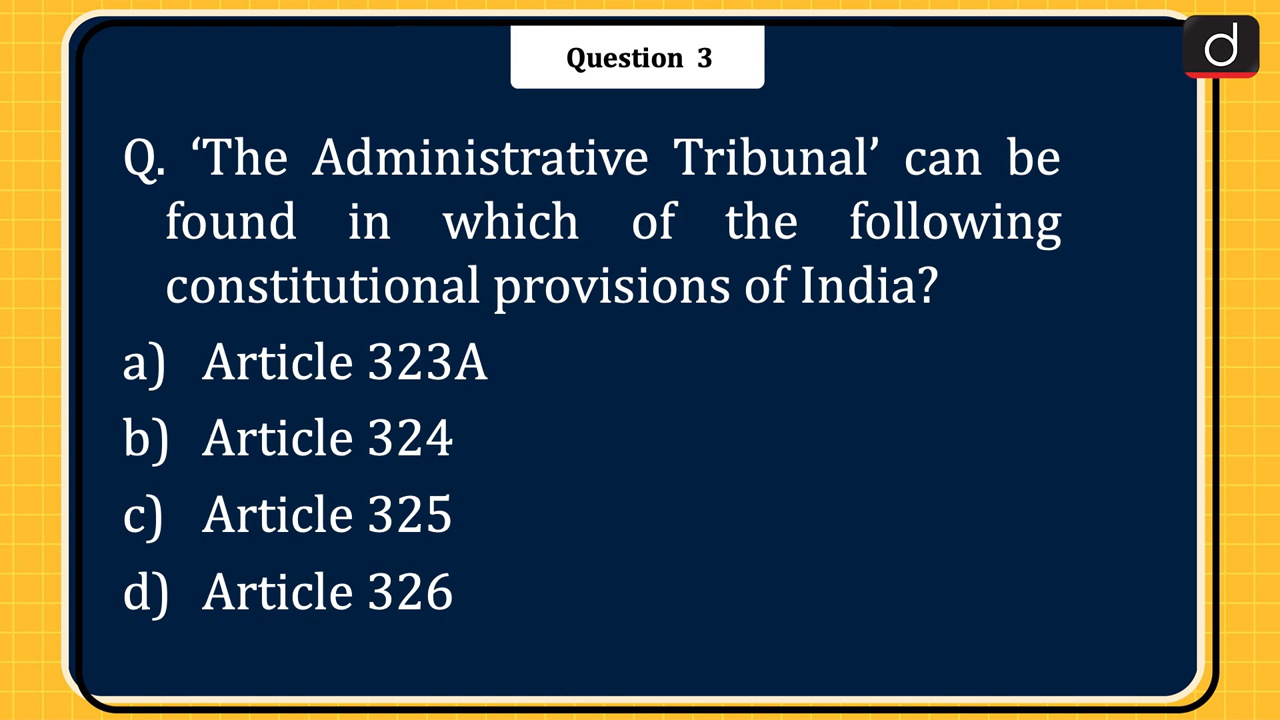 Question 3
d
Q. ‘The Administrative Tribunal’ can be
found in which of the following
constitutional provisions of India?
a) Article 323A
b) Article 324
c) Article 325
d) Article 326